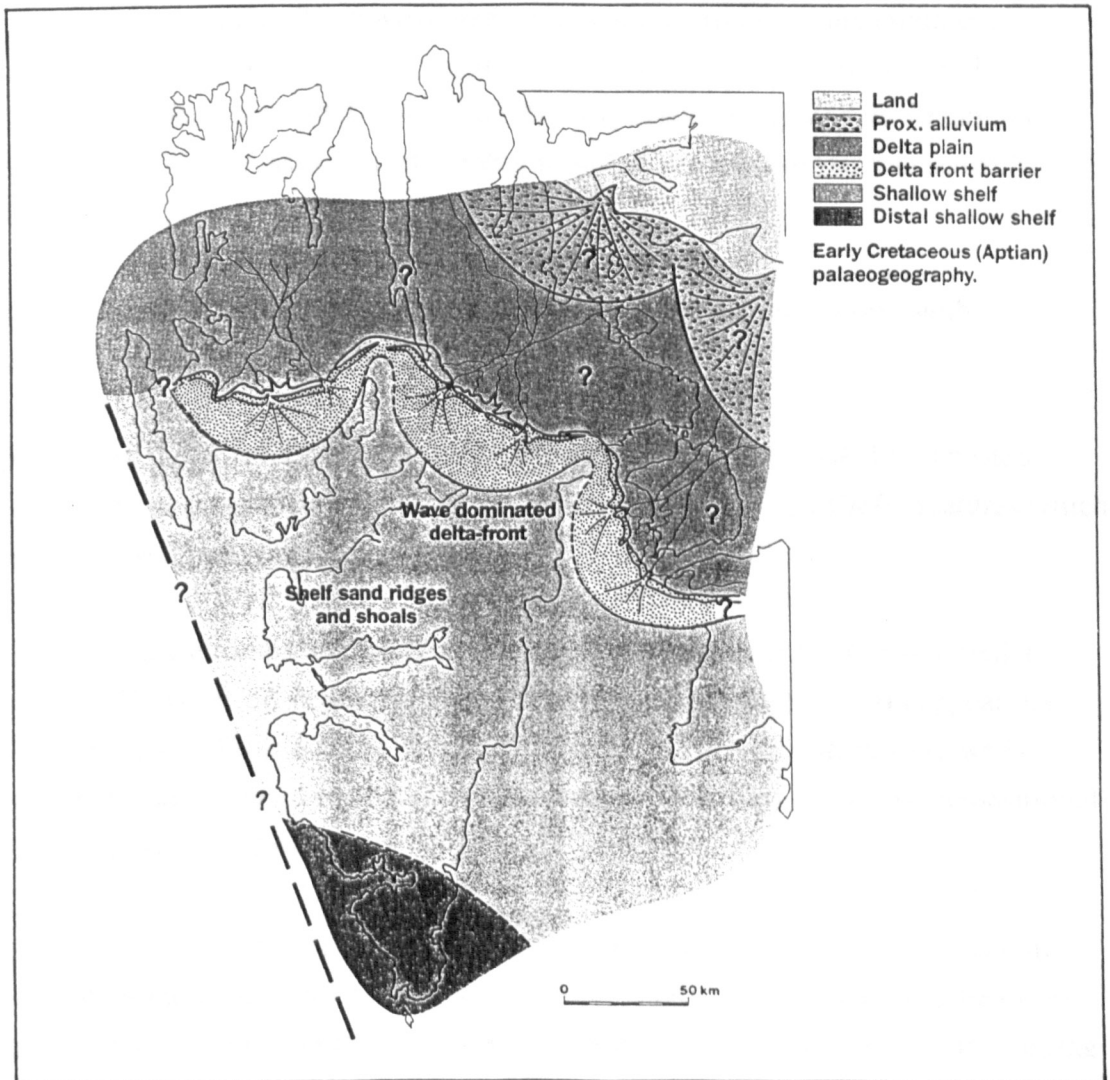 Land
Prox. alluvium
Delta plain
Delta front barrier
Shallow shelf
Distal shallow shelf
Early Cretaceous (Aptian)
palaeogeography.
?
?
?
?
?
?
Wave dominated
delta-front
?
Shelf sand ridges
and shoals
?
?
0 50 km